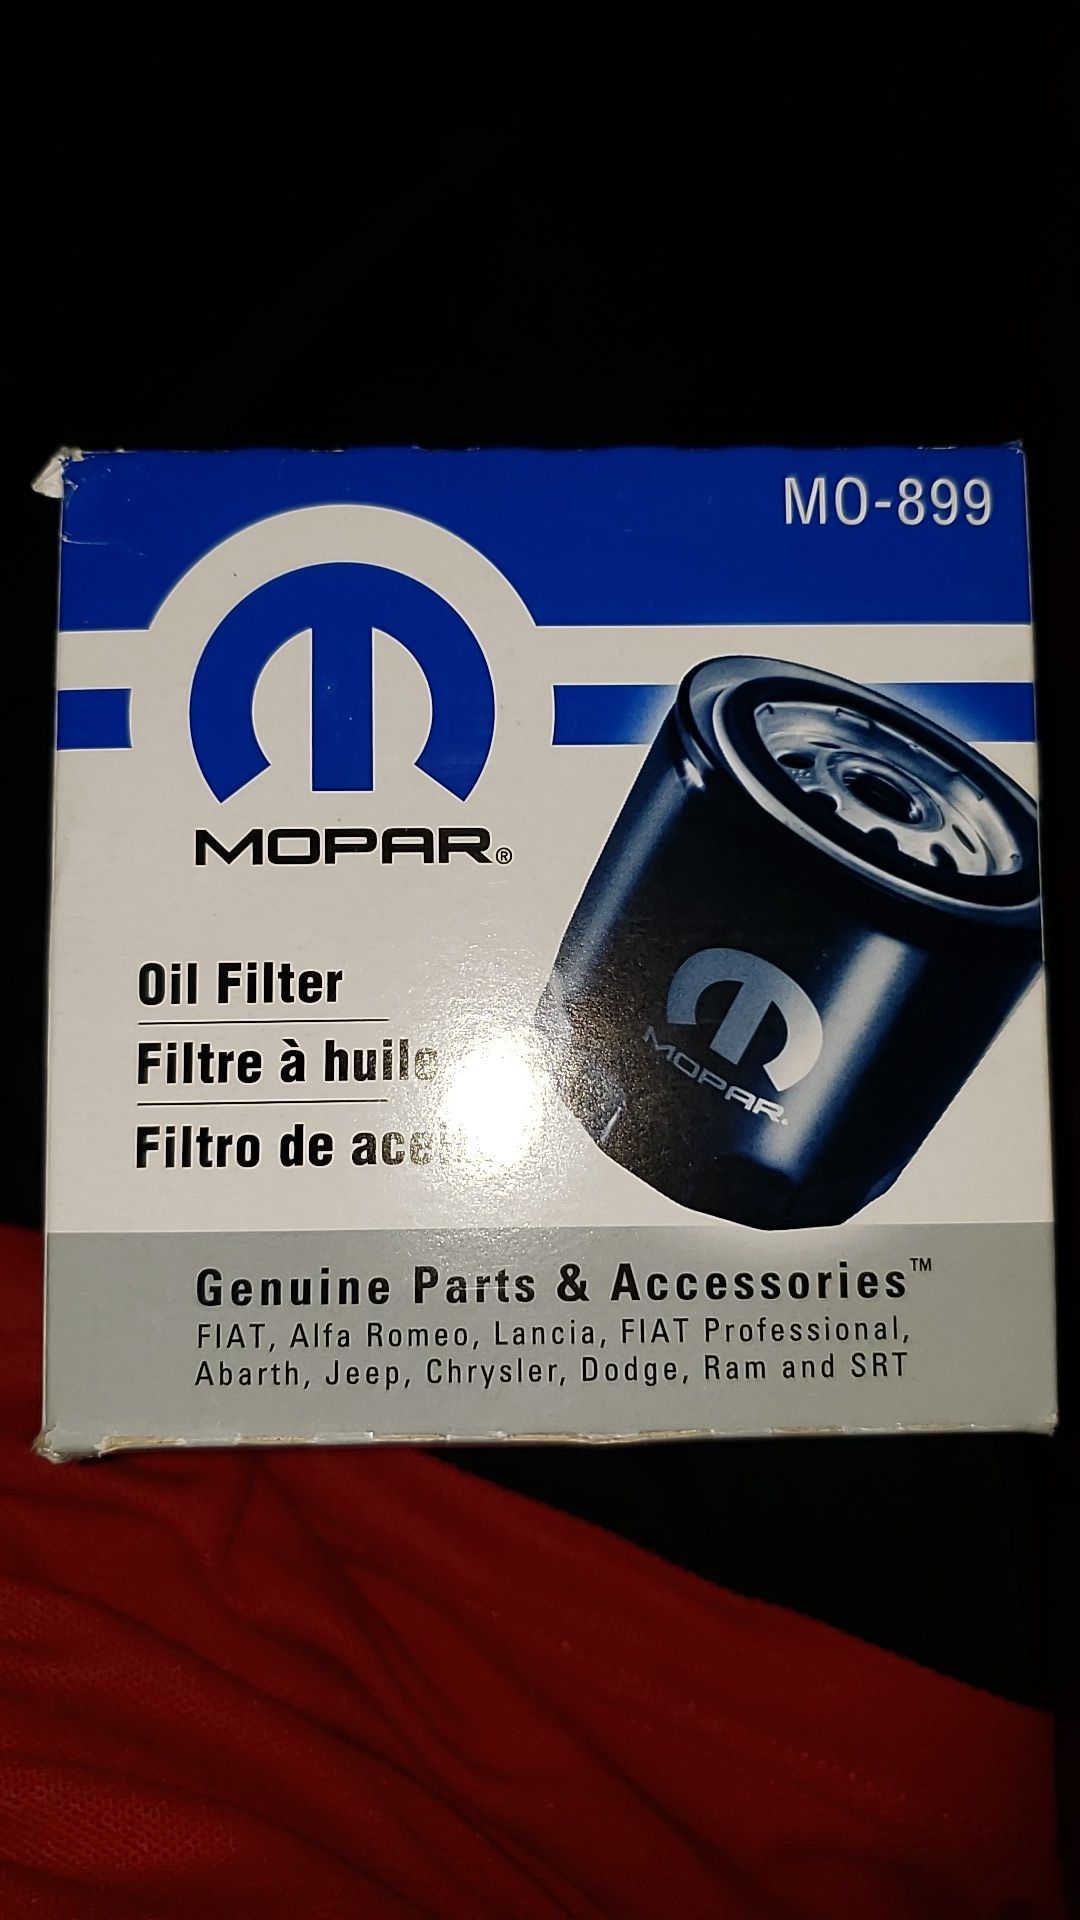 MO-899
MOPAR®
Oil Filter
Filtre à huile
Filtro de
MOPAR.
Genuine Parts & Accessories™
FIAT, Alfa Romeo, Lancia, FIAT Professional,
Abarth, Jeep, Chrysler, Dodge, Ram and SRT